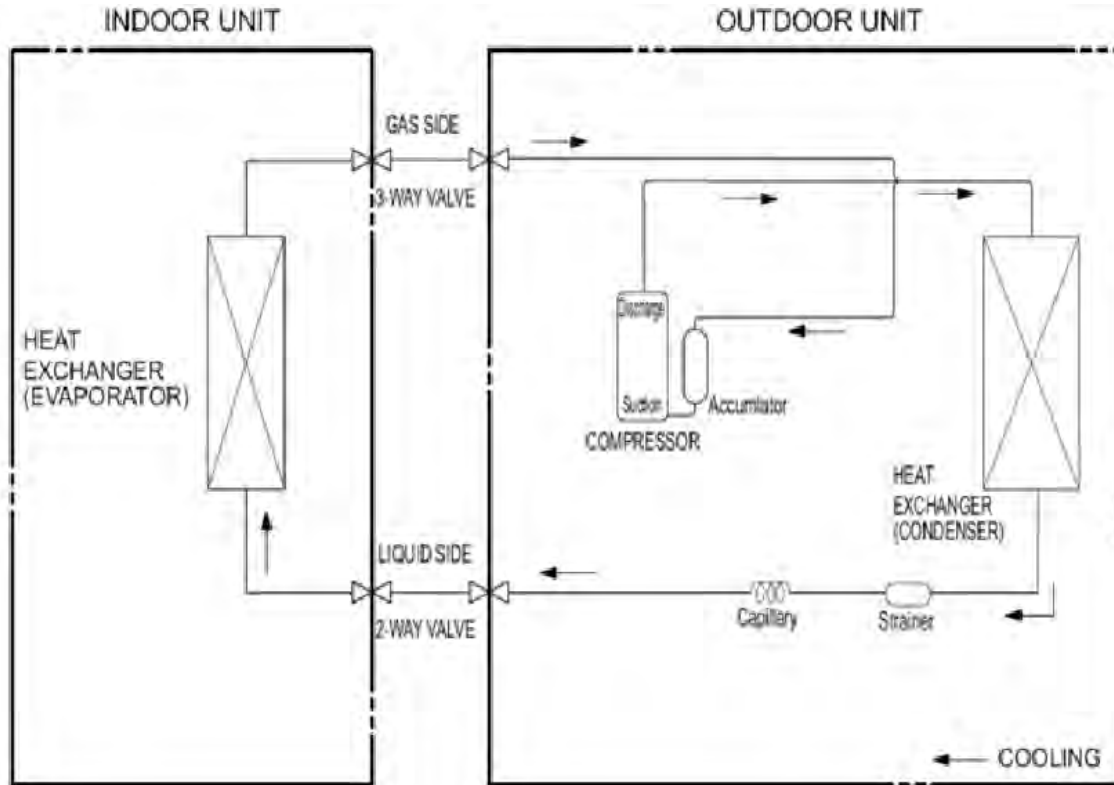 INDOOR UNIT
OUTDOOR UNIT
GAS SIDE
3-WAY VALVE
HEAT
EXCHANGER
(EVAPORATOR)
Discharge
Suction
Accumlator
COMPRESSOR
HEAT
EXCHANGER
(CONDENSER)
LIQUID SIDE
2-WAY VALVE
Capillary
Strainer
COOLING